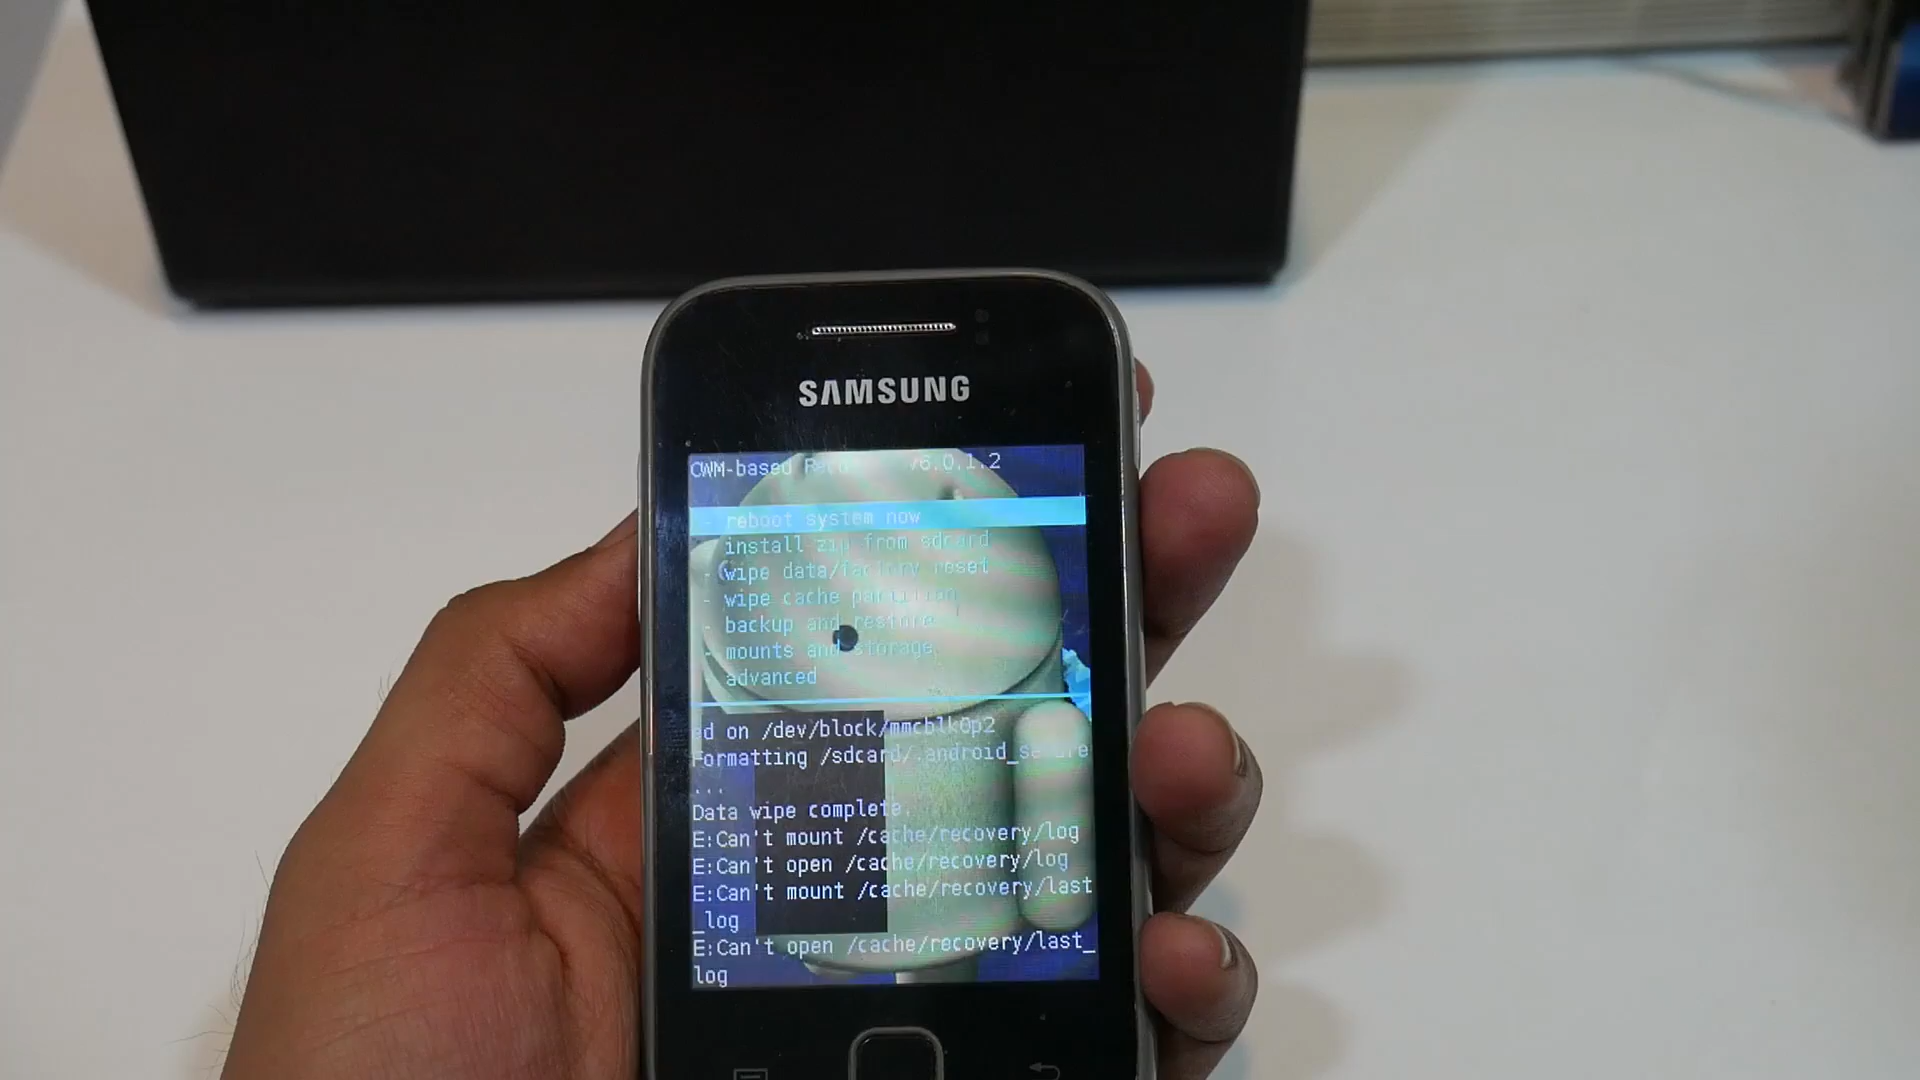 SAMSUNG
CWM-based v6.0.1.2
- reboot system now
- install zip from sdcard
- wipe data/factory reset
- wipe cache partition
- backup and restore
- mounts and storage
- advanced
ed on /dev/block/mmcblk0p2
Formatting /sdcard/.android_secure
...
Data wipe complete.
E:Can't mount /cache/recovery/log
E:Can't open /cache/recovery/log
E:Can't mount /cache/recovery/last
_log
E:Can't open /cache/recovery/last_
log